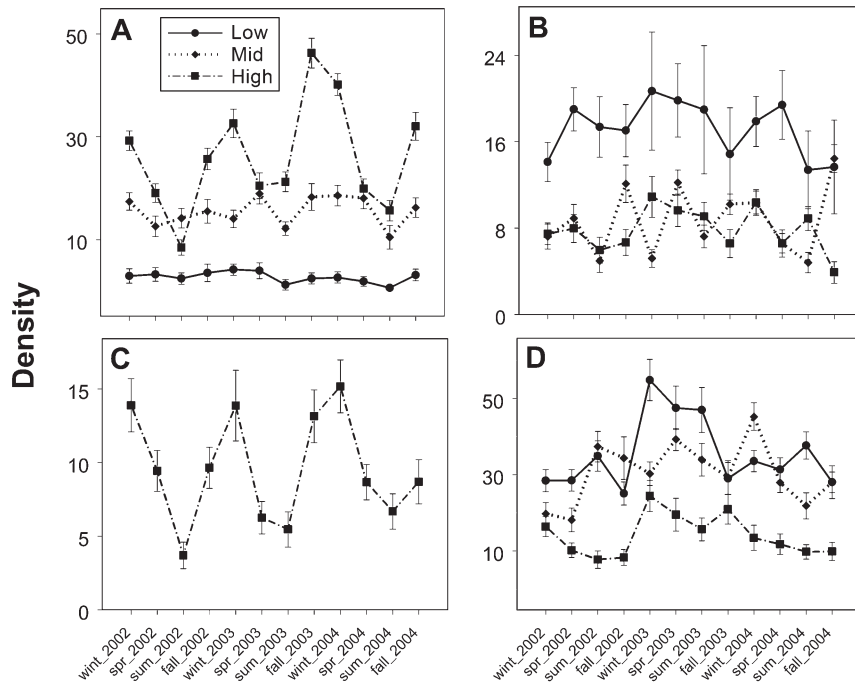 A
Low
Mid
High
50
30
10
B
24
16
8
0
Density
C
15
10
5
0
D
50
30
10
wint_2002
spr_2002
sum_2002
fall_2002
wint_2003
spr_2003
sum_2003
fall_2003
wint_2004
spr_2004
sum_2004
fall_2004
wint_2002
spr_2002
sum_2002
fall_2002
wint_2003
spr_2003
sum_2003
fall_2003
wint_2004
spr_2004
sum_2004
fall_2004